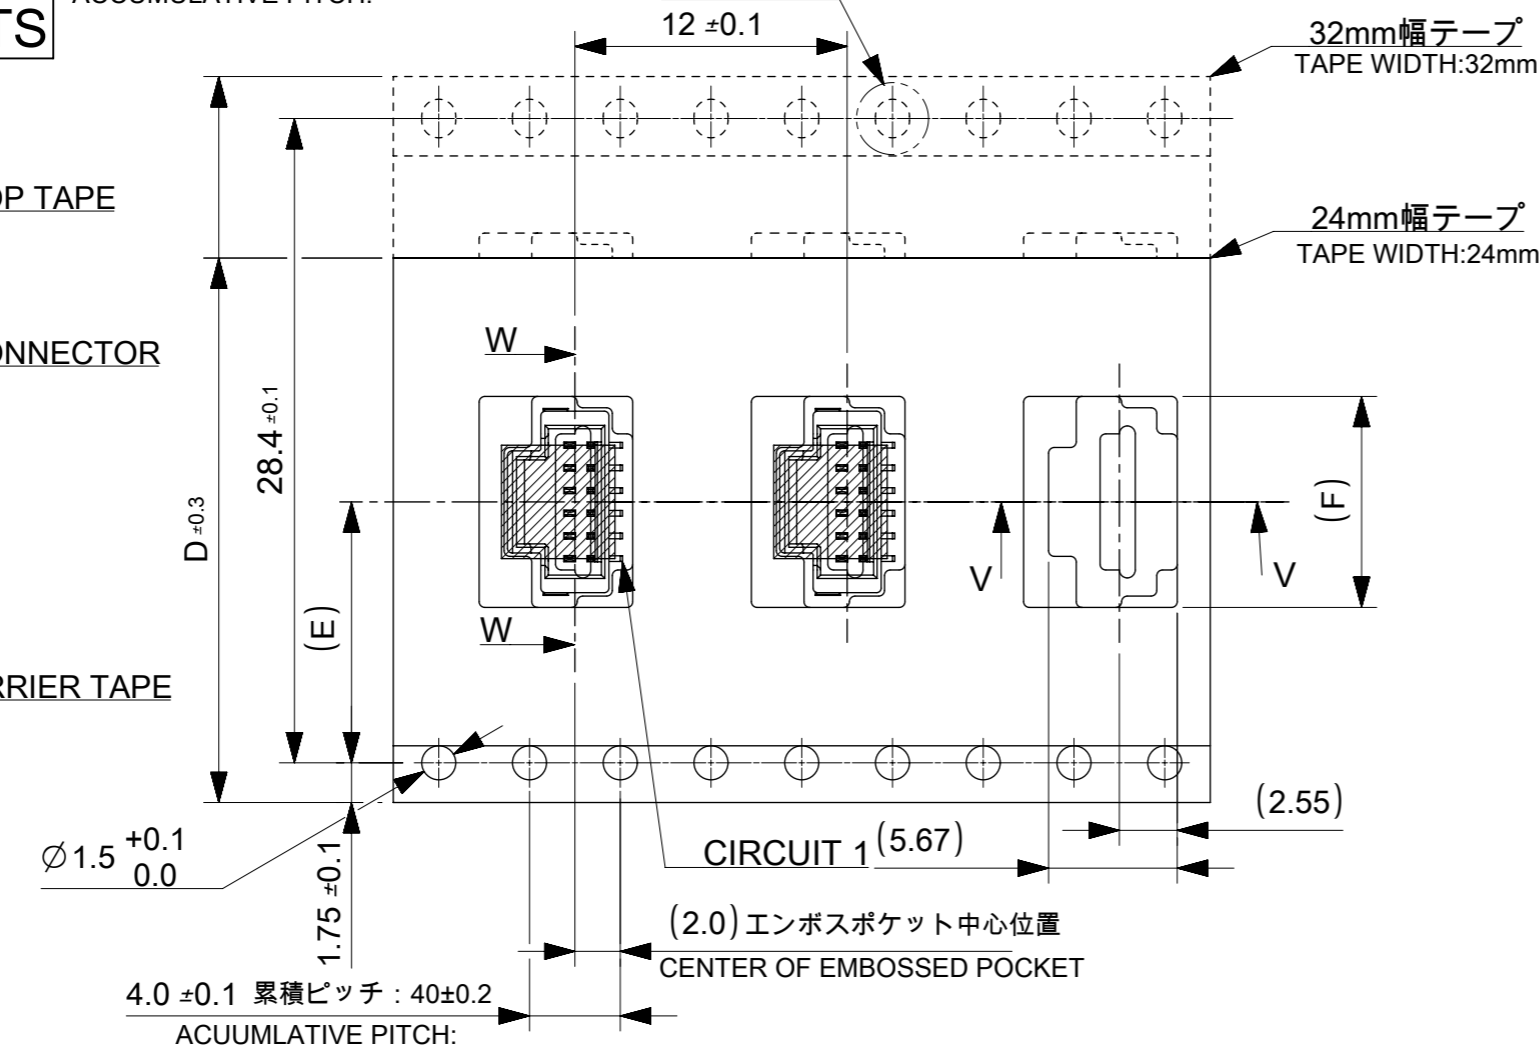 ACCUMULATIVE PITCH:
TS
12 ±0.1
32mm幅テープ
TAPE WIDTH:32mm
OP TAPE
24mm幅テープ
TAPE WIDTH:24mm
W
ONNECTOR
28.4 ±0.1
D ±0.3
(F)
V
V
(E)
W
RRIER TAPE
(2.55)
Ø1.5 +0.1
0.0
CIRCUIT 1
(5.67)
1.75 ±0.1
(2.0) エンボスポケット中心位置
CENTER OF EMBOSSED POCKET
4.0 ±0.1 累積ピッチ : 40±0.2
ACUUMLATIVE PITCH: